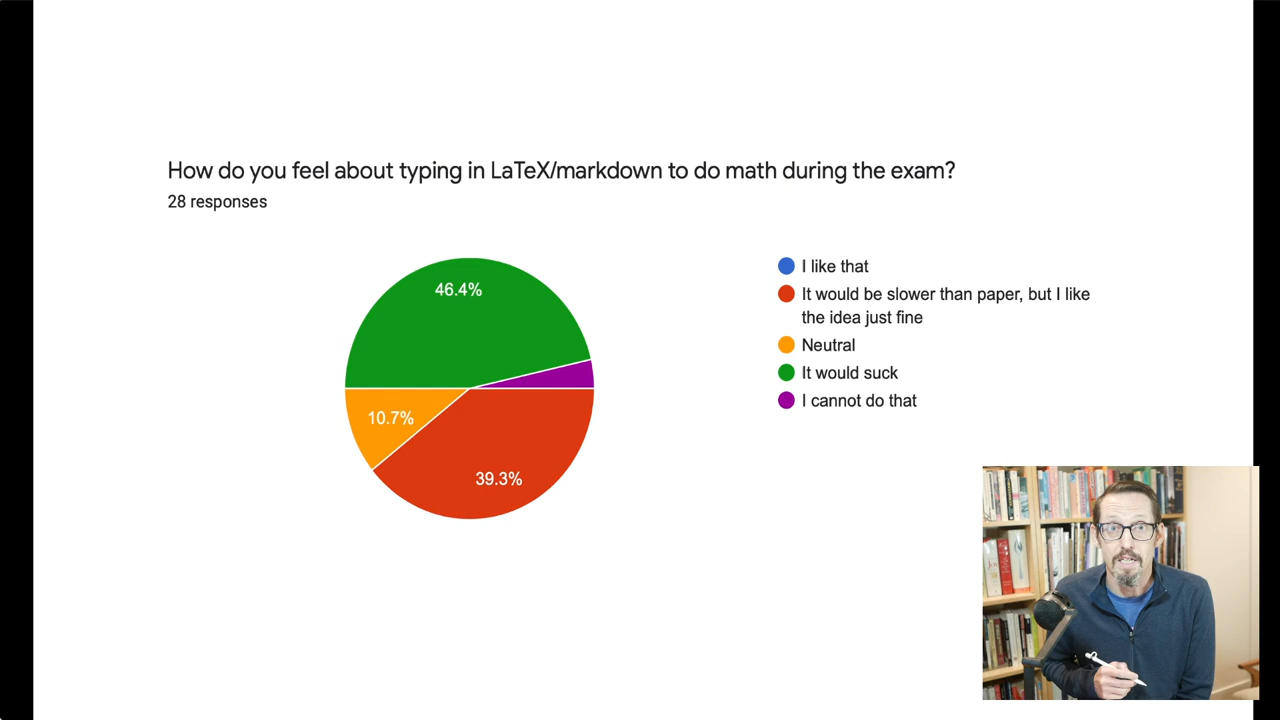 How do you feel about typing in LaTeX/markdown to do math during the exam?
28 responses
46.4%
10.7%
39.3%
I like that
It would be slower than paper, but I like
the idea just fine
Neutral
It would suck
I cannot do that